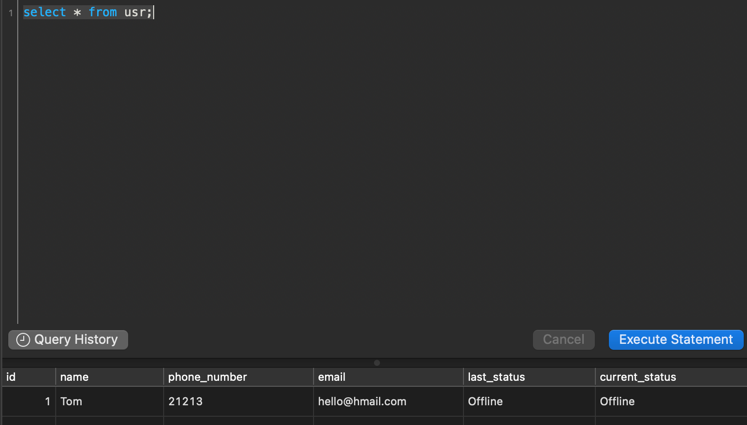 1 select * from usr;
Query History Cancel Execute Statement
id name phone_number email last_status current_status
1 Tom 21213 hello@hmail.com Offline Offline